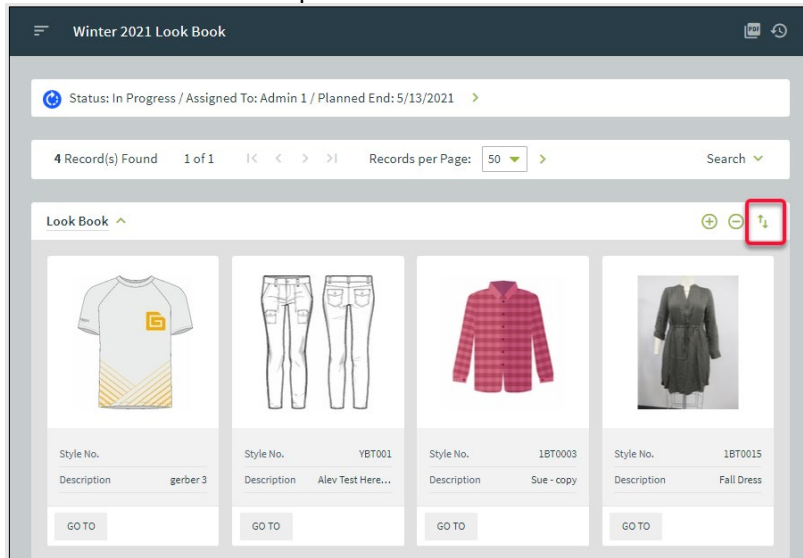 Winter 2021 Look Book
PDF
Status: In Progress / Assigned To: Admin 1 / Planned End: 5/13/2021
4 Record(s) Found 1 of 1 Records per Page: 50 Search
Look Book
G
Style No. Style No. YBT001 Style No. 1BT0003 Style No. 1BT0015
Description gerber 3 Description Alev Test Here... Description Sue - copy Description Fall Dress
GO TO GO TO GO TO GO TO